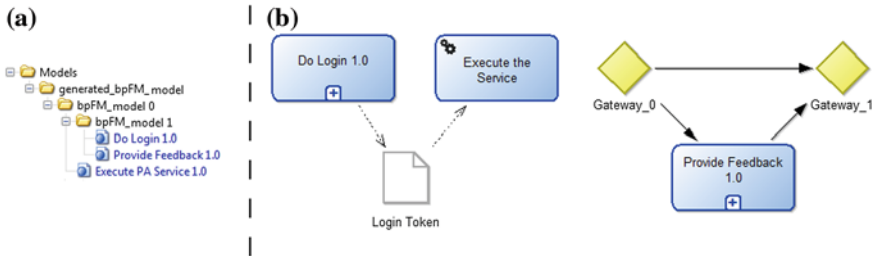 (a)
Models
generated_bpFM_model
bpFM_model 0
bpFM_model 1
Do Login 1.0
Provide Feedback 1.0
Execute PA Service 1.0
(b)
Do Login 1.0
Execute the
Service
Login Token
Gateway_0
Gateway_1
Provide Feedback
1.0